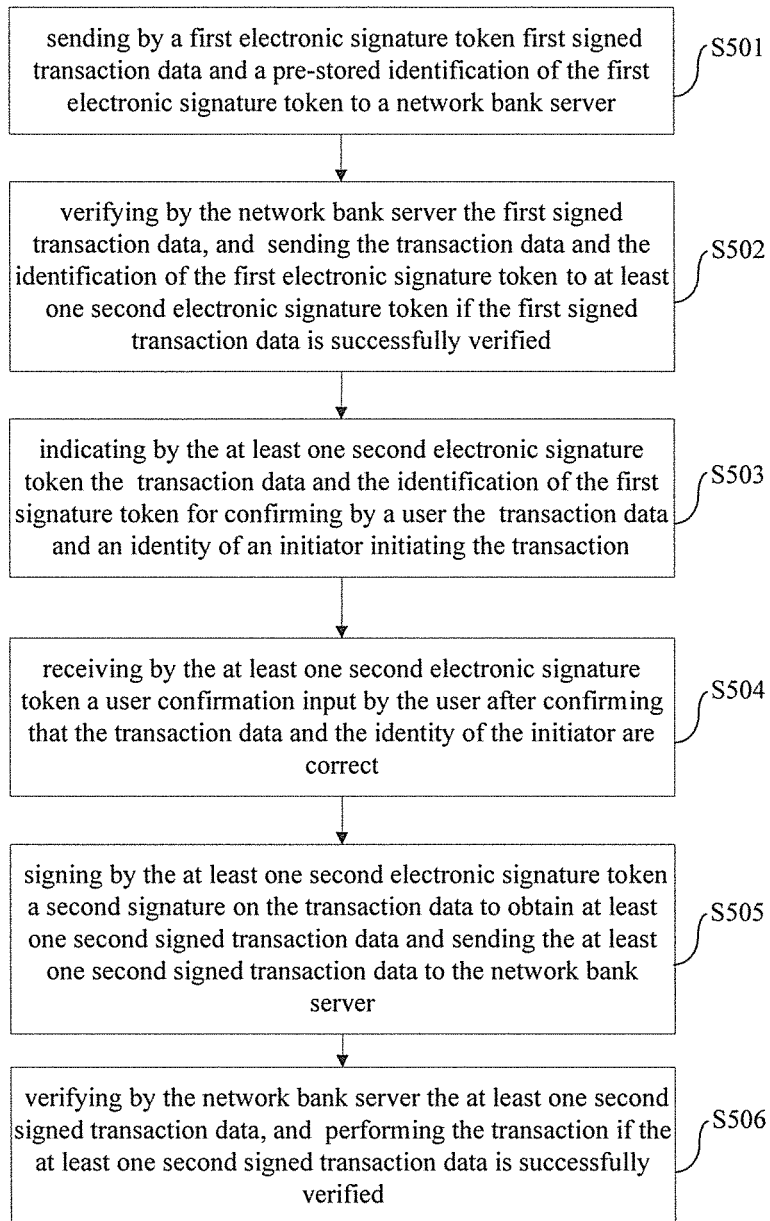 sending by a first electronic signature token first signed
transaction data and a pre-stored identification of the first
electronic signature token to a network bank server
S501
verifying by the network bank server the first signed
transaction data, and sending the transaction data and the
identification of the first electronic signature token to at least
one second electronic signature token if the first signed
transaction data is successfully verified
S502
indicating by the at least one second electronic signature
token the transaction data and the identification of the first
signature token for confirming by a user the transaction data
and an identity of an initiator initiating the transaction
S503
receiving by the at least one second electronic signature
token a user confirmation input by the user after confirming
that the transaction data and the identity of the initiator are
correct
S504
signing by the at least one second electronic signature token
a second signature on the transaction data to obtain at least
one second signed transaction data and sending the at least
one second signed transaction data to the network bank
server
S505
verifying by the network bank server the at least one second
signed transaction data, and performing the transaction if the
at least one second signed transaction data is successfully
verified
S506